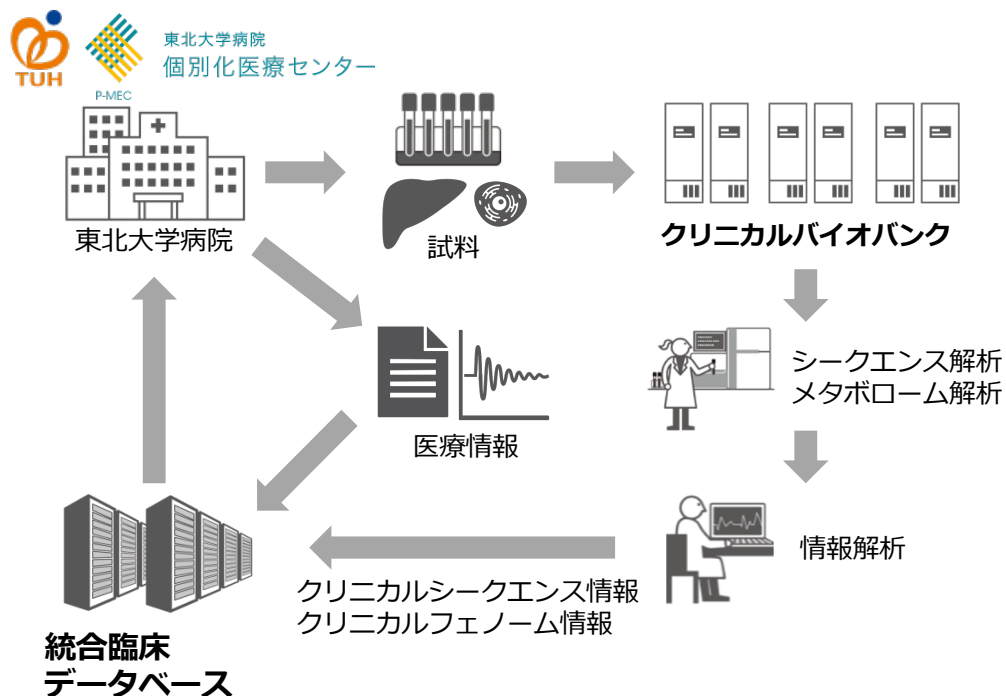 TUH
P-MEC
東北大学病院
個別化医療センター
東北大学病院
試料
クリニカルバイオバンク
医療情報
シークエンス解析
メタボローム解析
情報解析
クリニカルシークエンス情報
クリニカルフェノーム情報
統合臨床
データベース